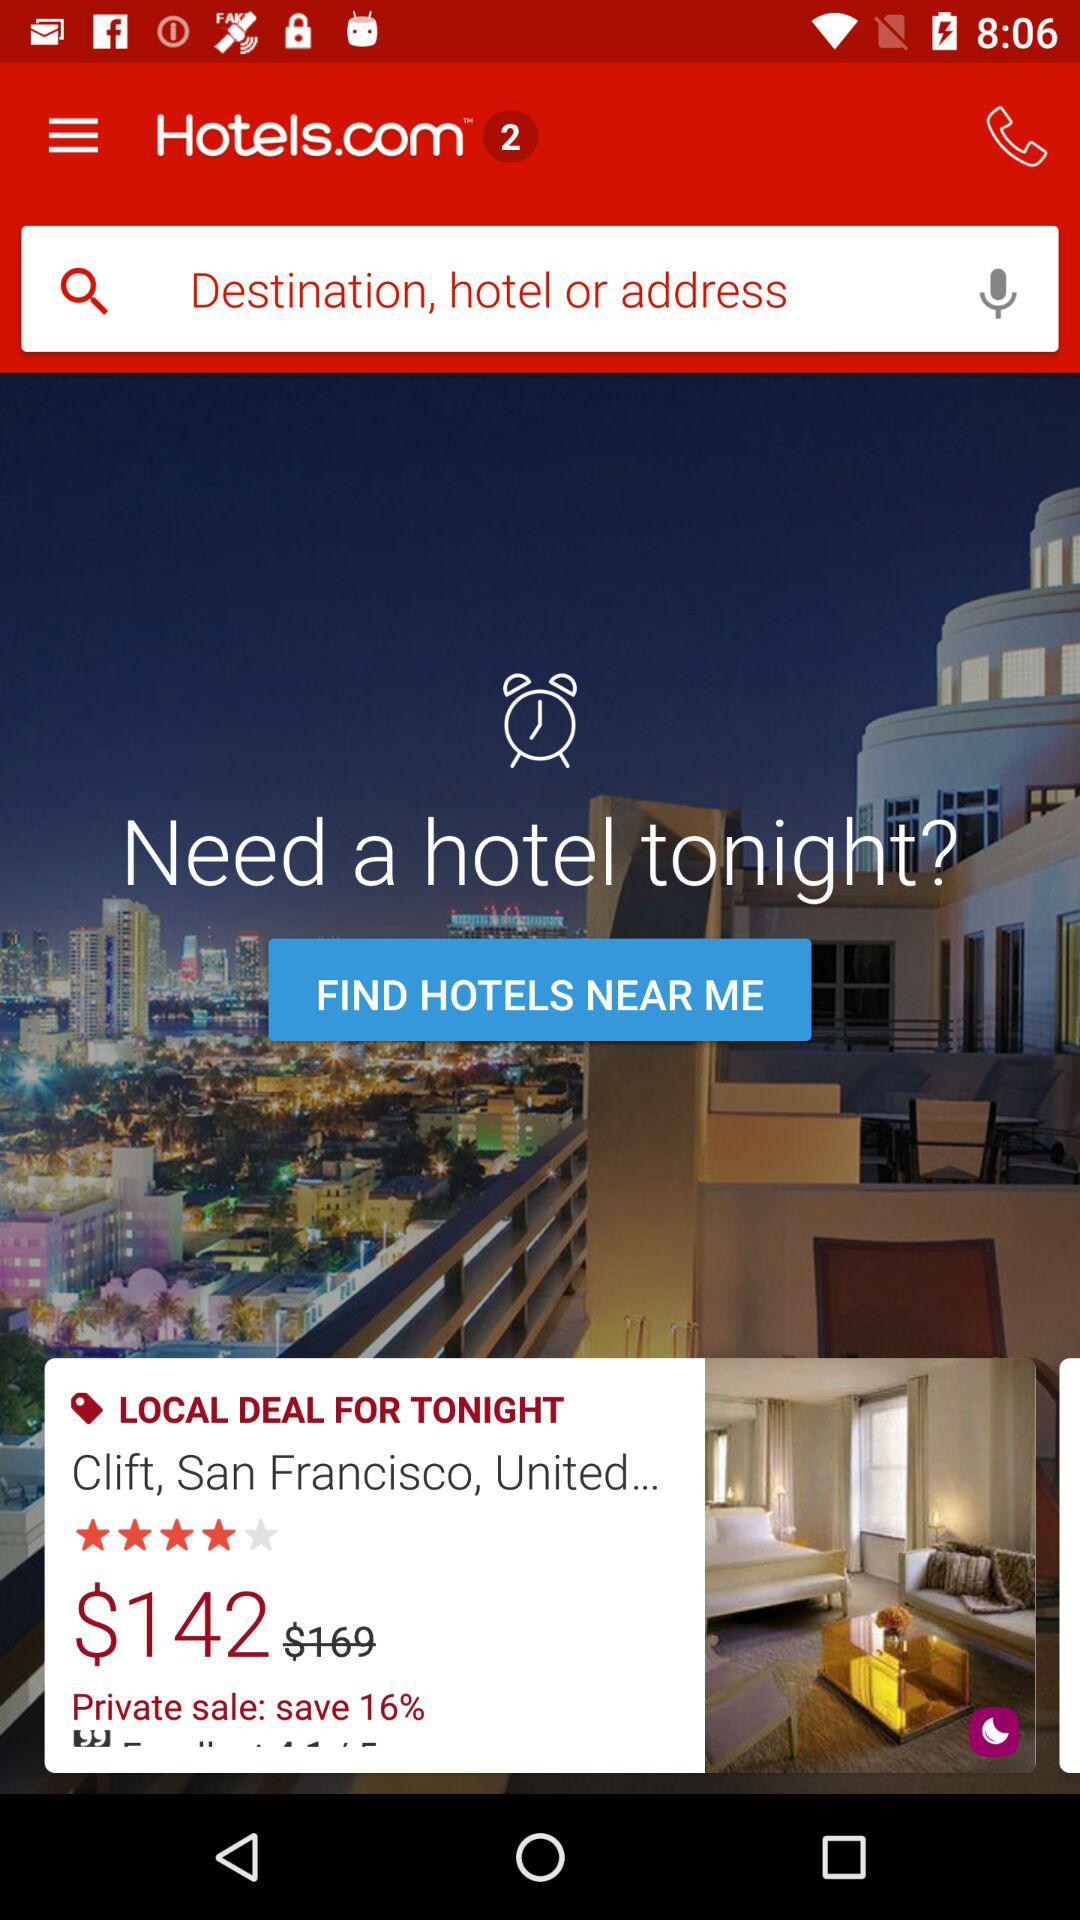 FAKE
8:06
Hotels.com™ 2
Destination, hotel or address
Need a hotel tonight?
FIND HOTELS NEAR ME
LOCAL DEAL FOR TONIGHT
Clift, San Francisco, United...
$142 $169
Private sale: save 16%